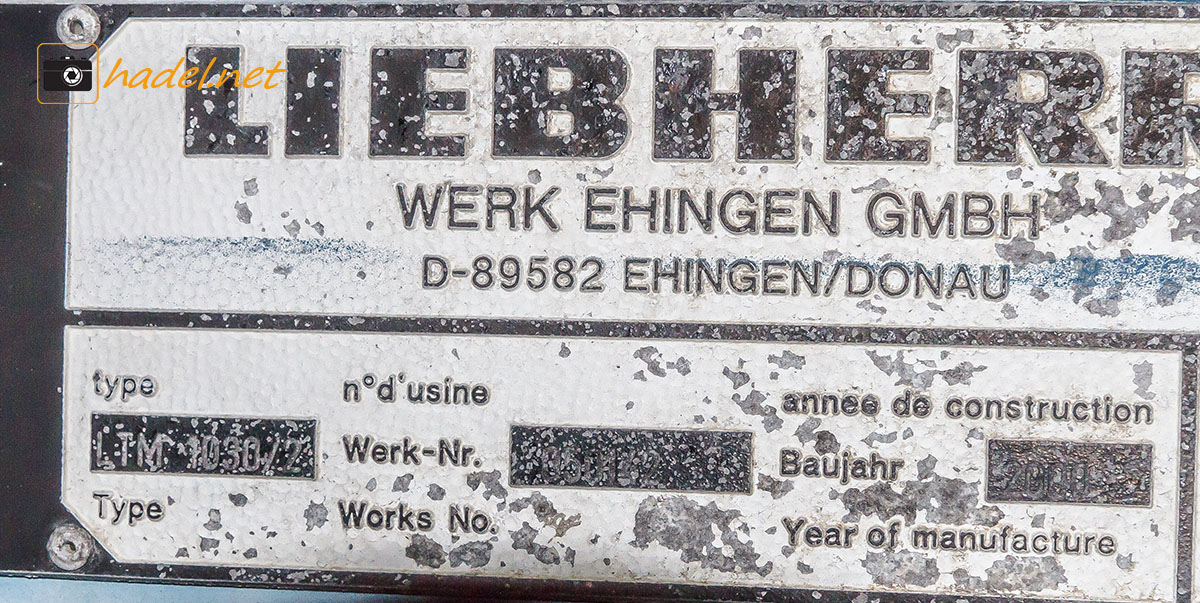 hadel.net
LIEBHERR
WERK EHINGEN GMBH
D-89582 EHINGEN/DONAU
type
LTM 1030/2
Type
n°d'usine
Werk-Nr.
Works No.
annee de construction
Baujahr
Year of manufacture